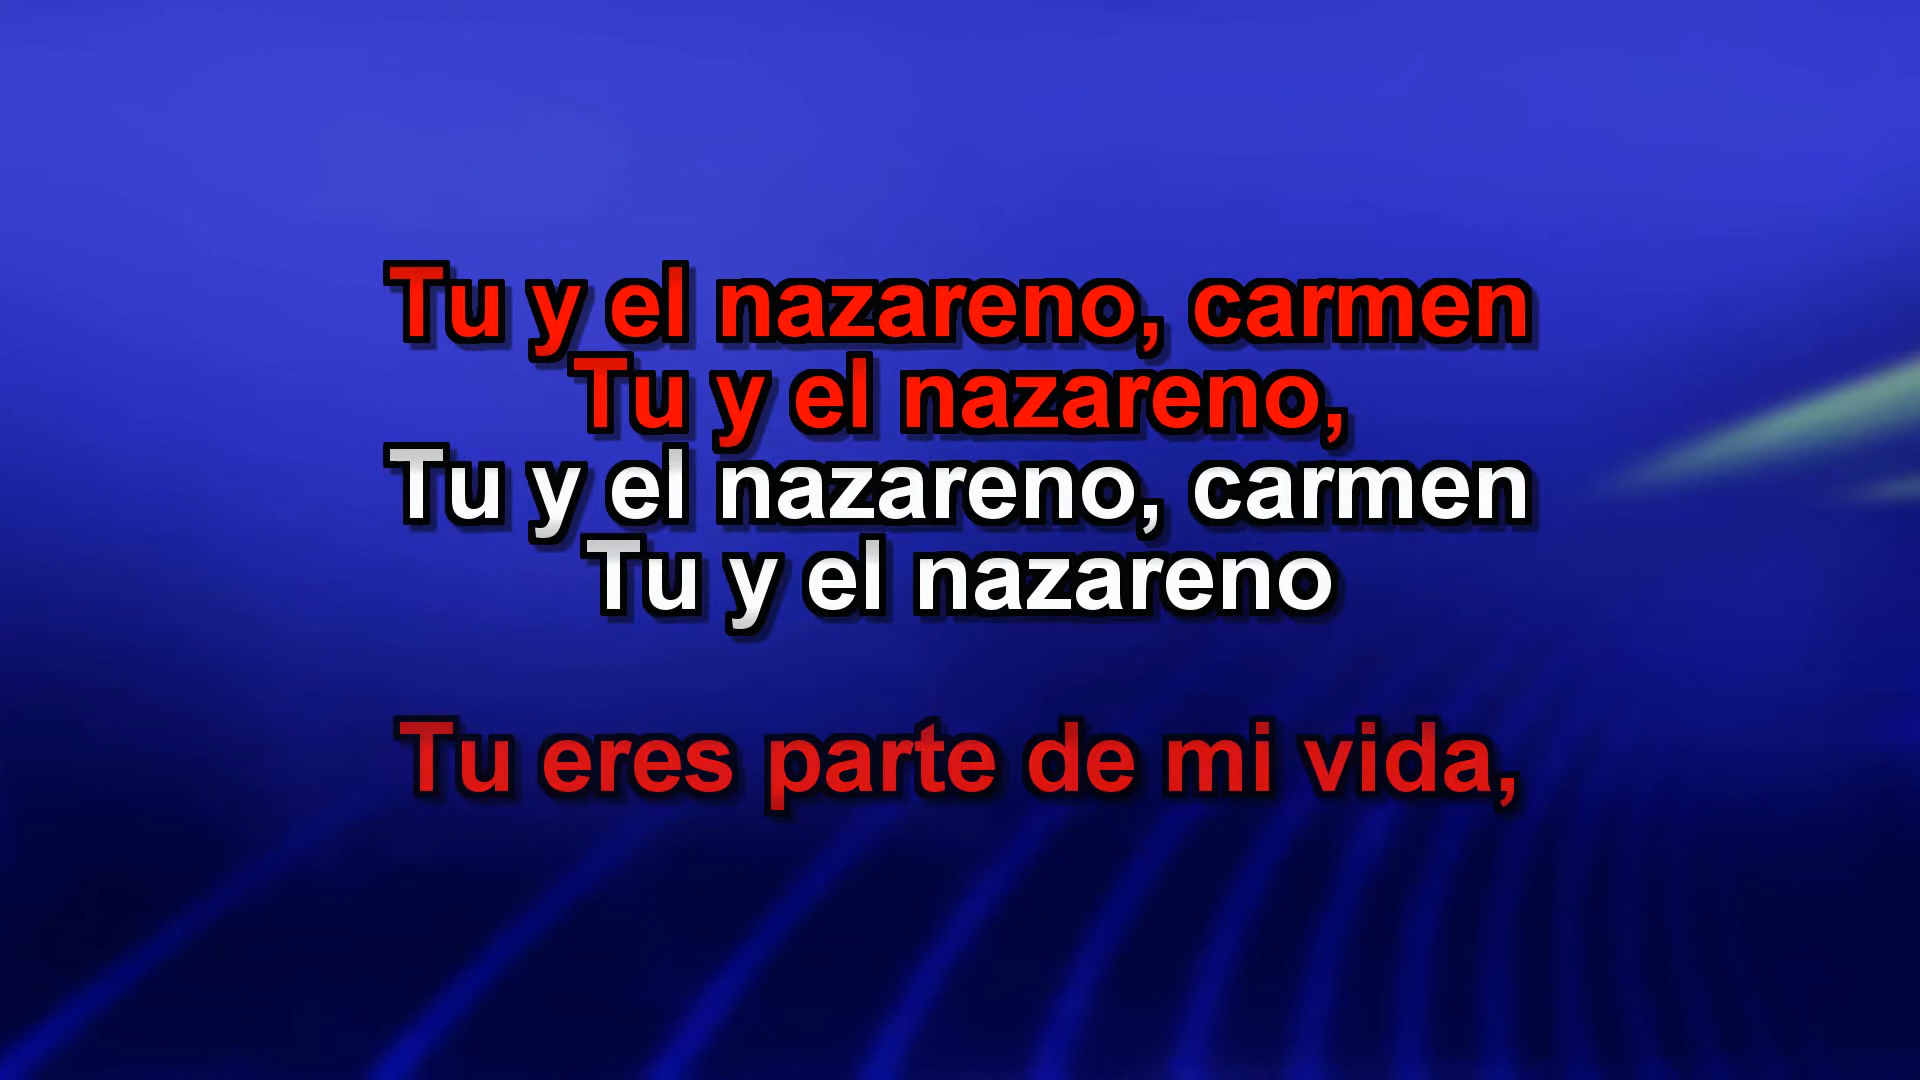 Tu y el nazareno, carmen
Tu y el nazareno,
Tu y el nazareno, carmen
Tu y el nazareno
Tu eres parte de mi vida,